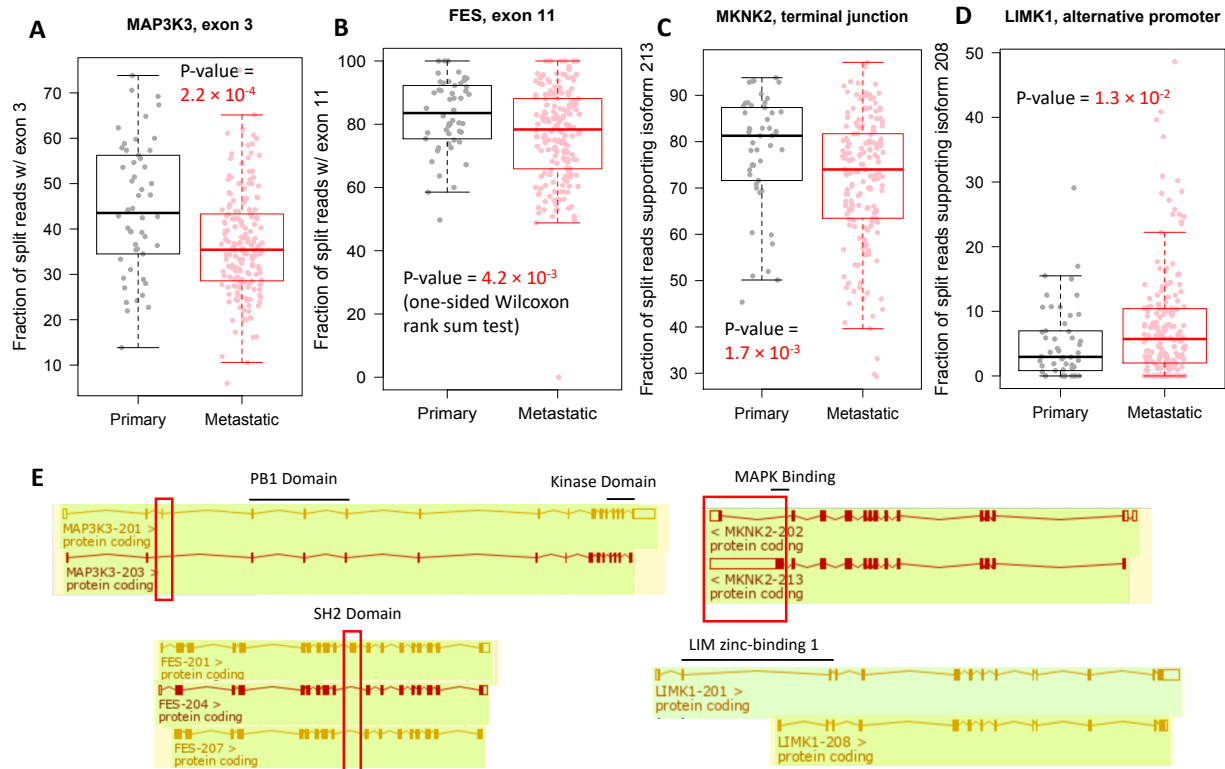 A
MAP3K3, exon 3
Fraction of split reads w/ exon 3
70
60
50
40
30
20
10
P-value =
2.2 × 10⁻⁴
Primary
Metastatic
B
FES, exon 11
Fraction of split reads w/ exon 11
100
80
60
40
20
0
P-value = 4.2 × 10⁻³
(one-sided Wilcoxon
rank sum test)
Primary
Metastatic
C
MKNK2, terminal junction
Fraction of split reads supporting isoform 213
90
80
70
60
50
40
30
P-value =
1.7 × 10⁻³
Primary
Metastatic
D
LIMK1, alternative promoter
Fraction of split reads supporting isoform 208
50
40
30
20
10
0
P-value = 1.3 × 10⁻²
Primary
Metastatic
E
PB1 Domain
Kinase Domain
MAP3K3-201 >
protein coding
MAP3K3-203 >
protein coding
MAPK Binding
< MKNK2-202
protein coding
< MKNK2-213
protein coding
SH2 Domain
FES-201 >
protein coding
FES-204 >
protein coding
FES-207 >
protein coding
LIM zinc-binding 1
LIMK1-201 >
protein coding
LIMK1-208 >
protein coding